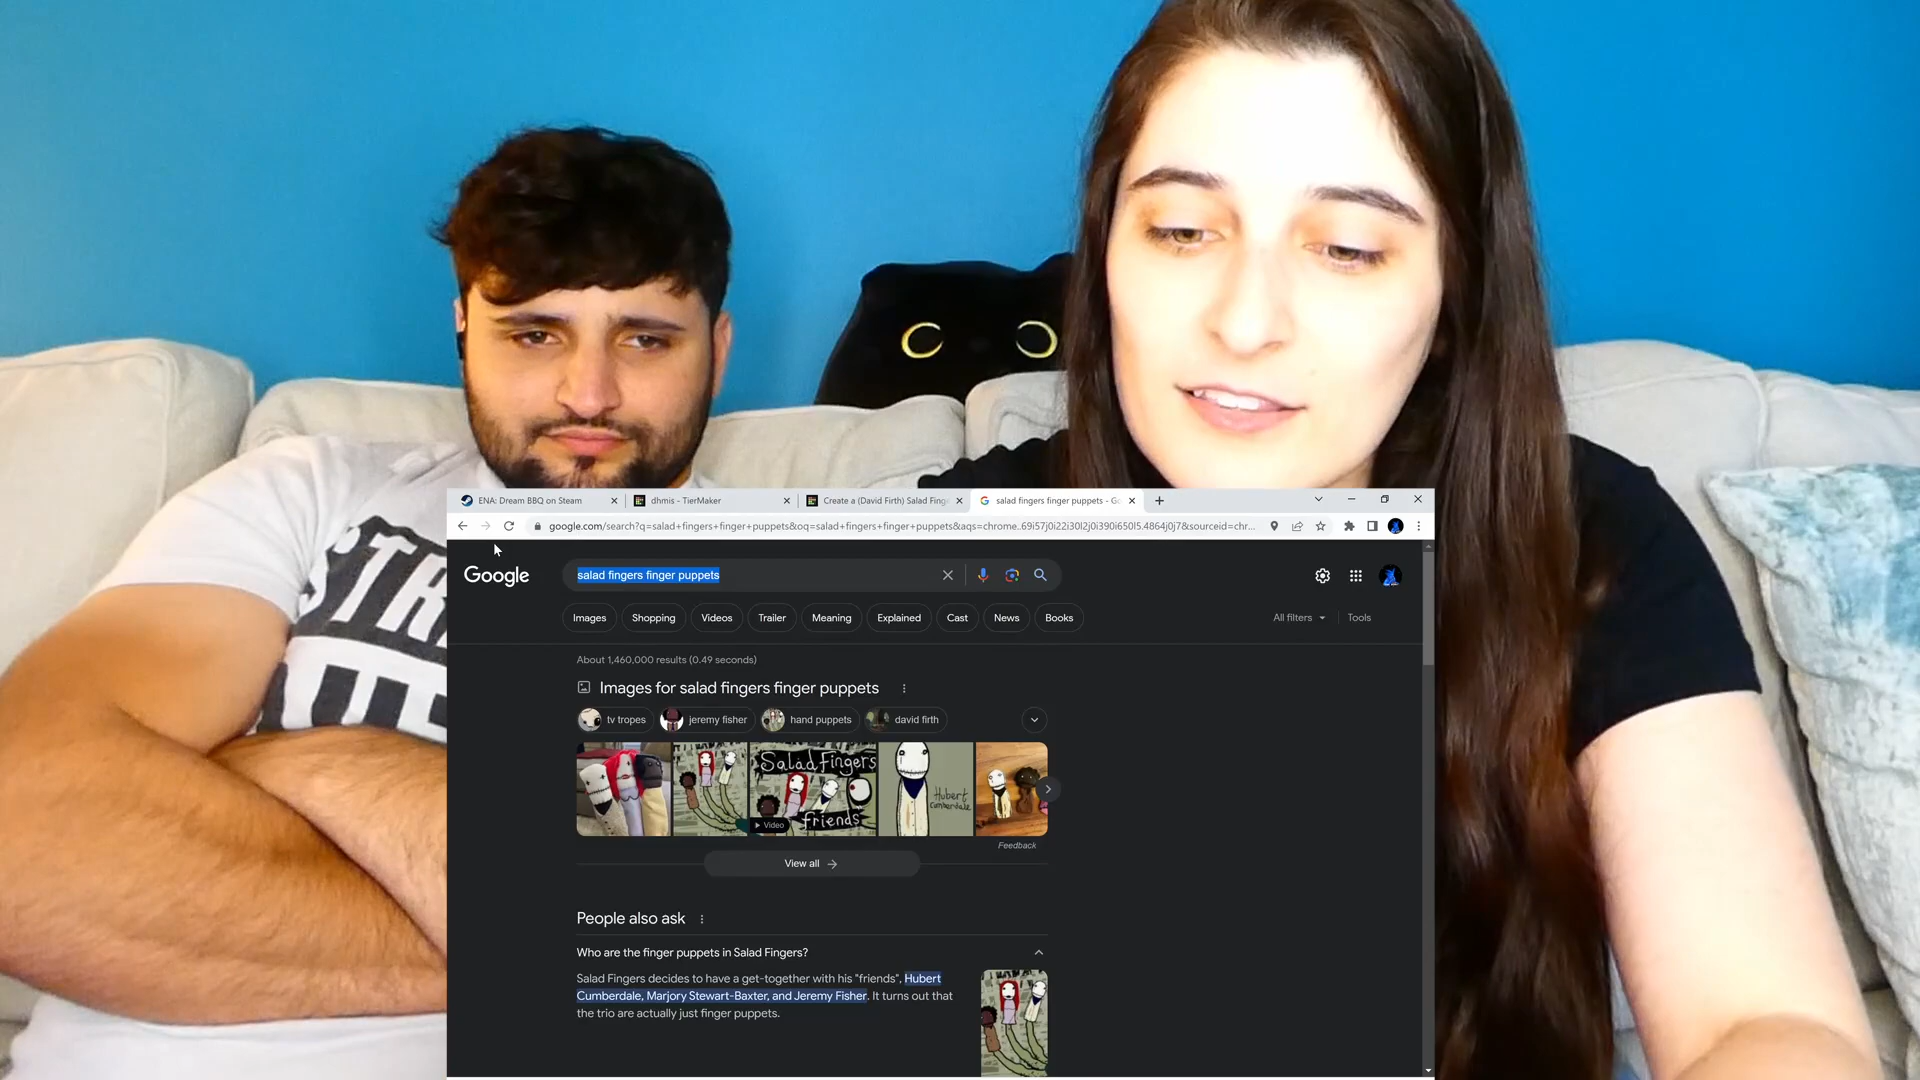 ENA: Dream BBQ on Steam
dhmis - TierMaker
Create a (David Firth) Salad Fing
salad fingers finger puppets - Go
google.com/search?q=salad+fingers+finger+puppets&oq=salad+fingers+finger+puppets&aqs=chrome..69i57j0i22i30l2j0i390i650l5.4864j0j7&sourceid=chr...
Google
salad fingers finger puppets
Images
Shopping
Videos
Trailer
Meaning
Explained
Cast
News
Books
All filters
Tools
About 1,460,000 results (0.49 seconds)
Images for salad fingers finger puppets
tv tropes
jeremy fisher
hand puppets
david firth
Salad Fingers
friends
Video
Hubert
Cumberdale
Feedback
View all
People also ask
Who are the finger puppets in Salad Fingers?
Salad Fingers decides to have a get-together with his "friends", Hubert
Cumberdale, Marjory Stewart-Baxter, and Jeremy Fisher. It turns out that
the trio are actually just finger puppets.